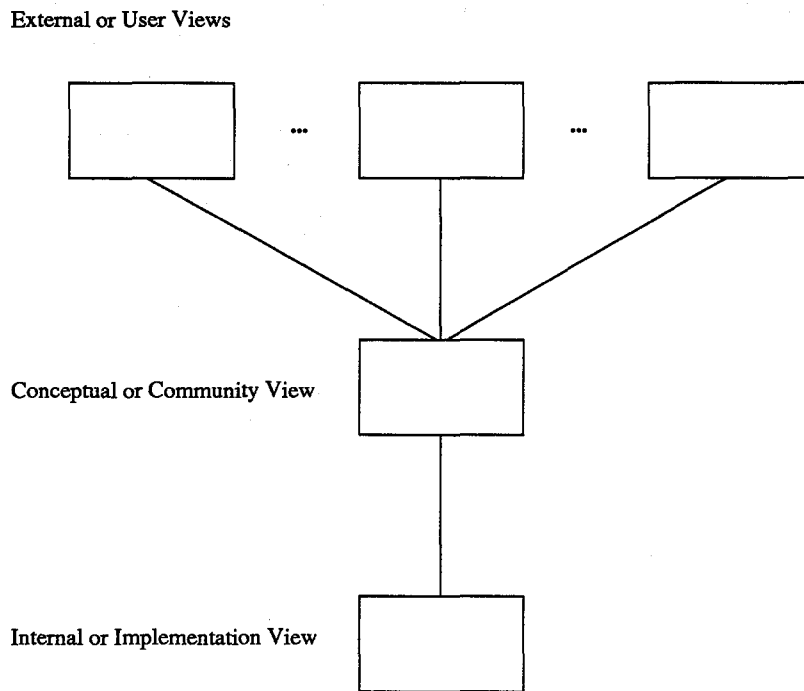 External or User Views
... ...
Conceptual or Community View
Internal or Implementation View